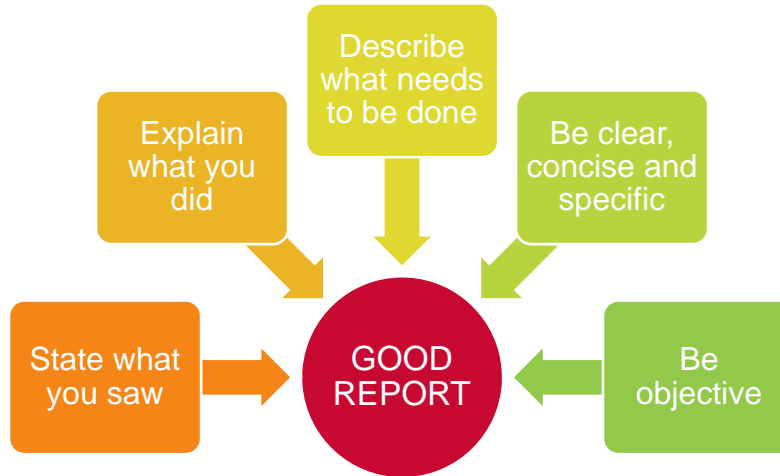 State what
you saw
Explain
what you
did
Describe
what needs
to be done
Be clear,
concise and
specific
Be
objective
GOOD
REPORT